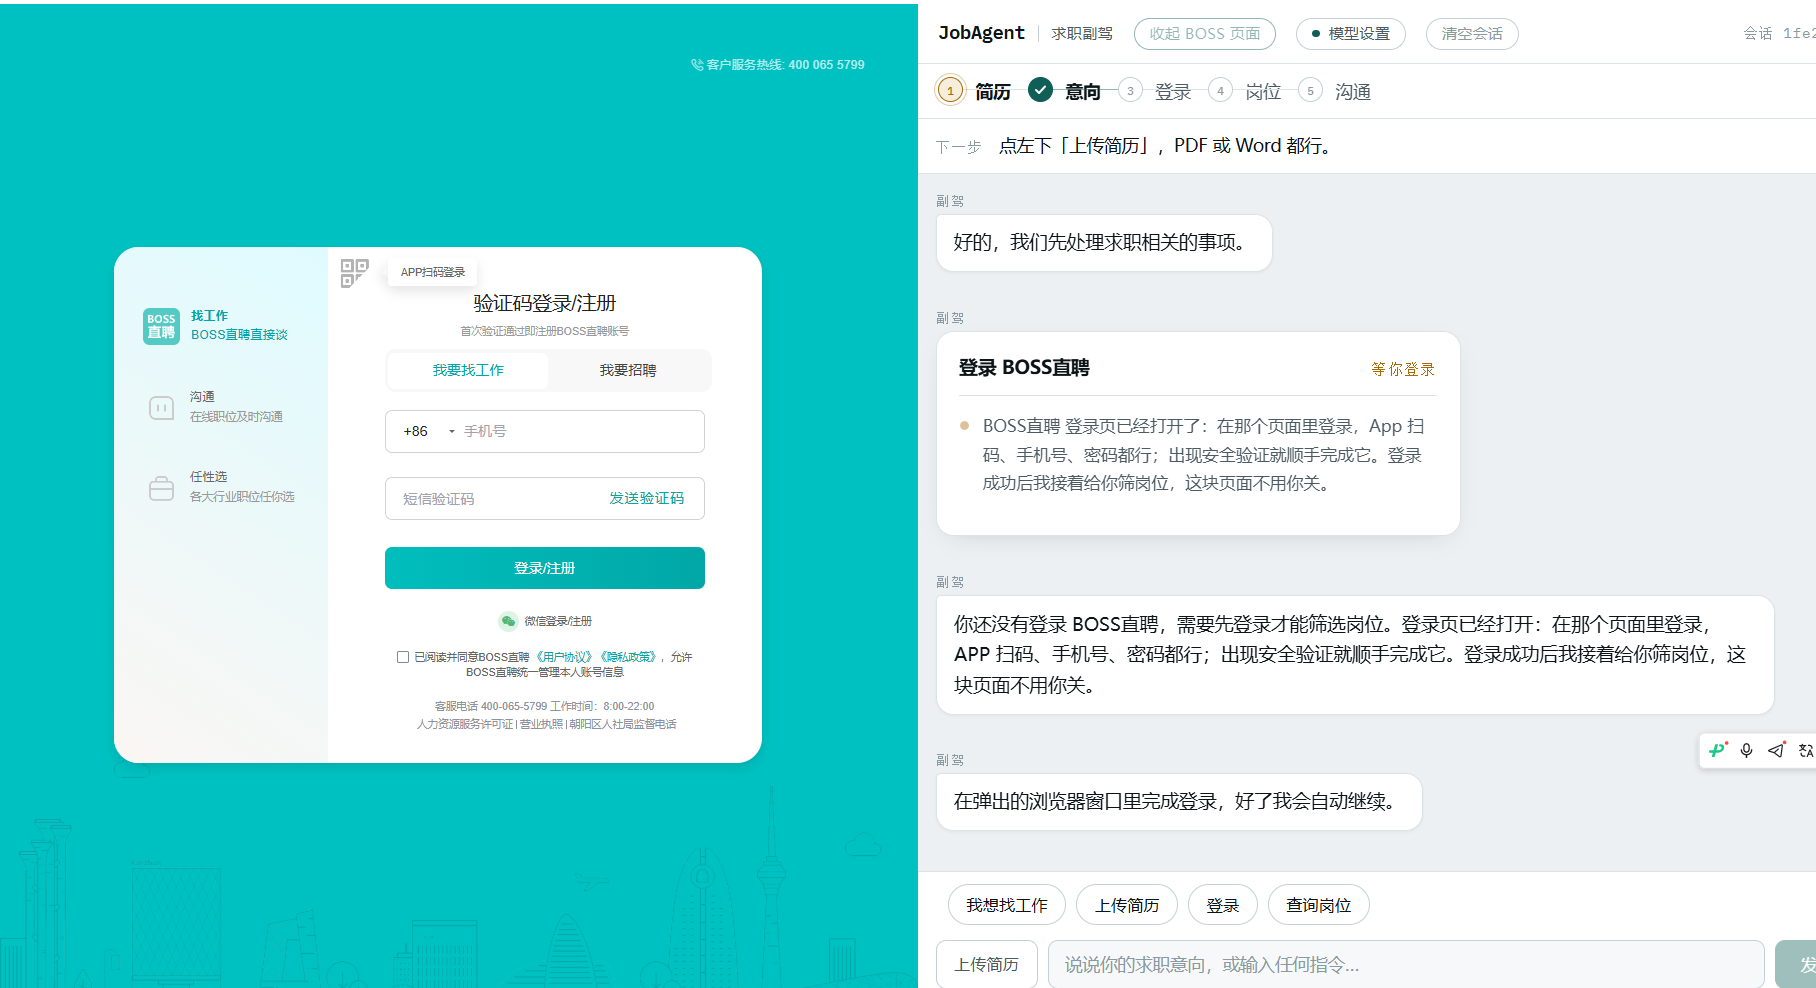 客户服务热线: 400 065 5799
BOSS
直聘
找工作
BOSS直聘直接谈
沟通
在线职位及时沟通
任性选
各大行业职位任你选
APP扫码登录
验证码登录/注册
首次验证通过即注册BOSS直聘账号
我要找工作
我要招聘
+86
手机号
短信验证码
发送验证码
登录/注册
微信登录/注册
已阅读并同意BOSS直聘《用户协议》《隐私政策》，允许
BOSS直聘统一管理本人账号信息
客服电话 400-065-5799 工作时间：8:00-22:00
人力资源服务许可证 | 营业执照 | 朝阳区人社局监督电话
JobAgent
求职副驾
收起 BOSS 页面
模型设置
清空会话
会话 1fe2
1 简历
意向
3 登录
4 岗位
5 沟通
下一步 点左下「上传简历」，PDF 或 Word 都行。
副驾
好的，我们先处理求职相关的事项。
副驾
登录 BOSS直聘
等你登录
BOSS直聘 登录页已经打开了：在那个页面里登录，App 扫
码、手机号、密码都行；出现安全验证就顺手完成它。登录
成功后我接着给你筛岗位，这块页面不用你关。
副驾
你还没有登录 BOSS直聘，需要先登录才能筛选岗位。登录页已经打开：在那个页面里登录，
APP 扫码、手机号、密码都行；出现安全验证就顺手完成它。登录成功后我接着给你筛岗位，这
块页面不用你关。
副驾
在弹出的浏览器窗口里完成登录，好了我会自动继续。
我想找工作
上传简历
登录
查询岗位
上传简历
说说你的求职意向，或输入任何指令...
发